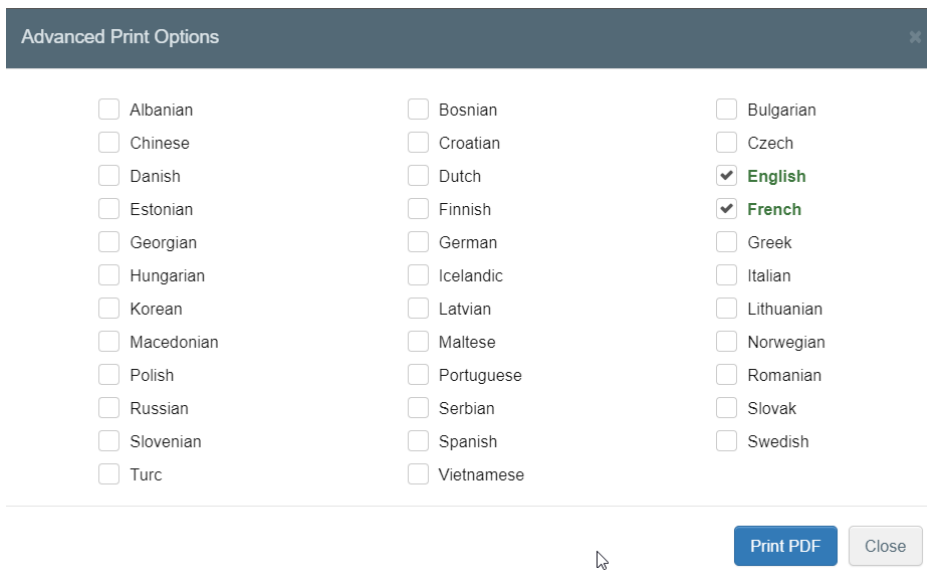 Advanced Print Options
Albanian Bosnian Bulgarian
Chinese Croatian Czech
Danish Dutch English
Estonian Finnish French
Georgian German Greek
Hungarian Icelandic Italian
Korean Latvian Lithuanian
Macedonian Maltese Norwegian
Polish Portuguese Romanian
Russian Serbian Slovak
Slovenian Spanish Swedish
Turc Vietnamese
Print PDF Close